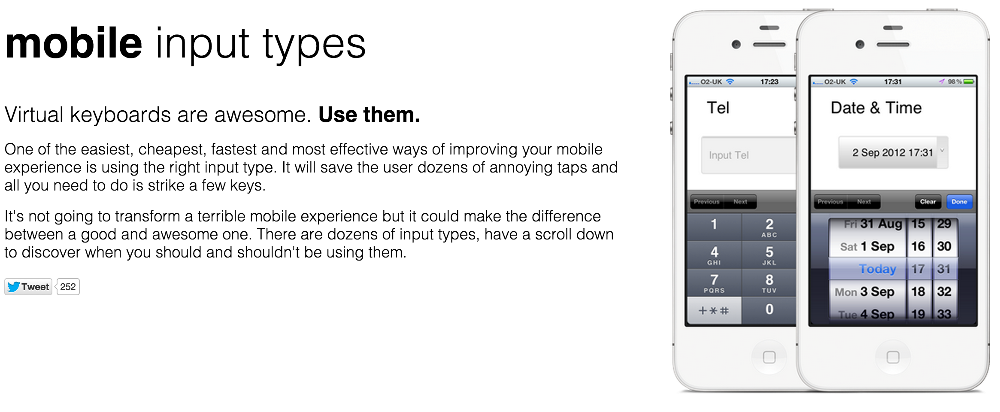 mobile input types
Virtual keyboards are awesome. Use them.
One of the easiest, cheapest, fastest and most effective ways of improving your mobile
experience is using the right input type. It will save the user dozens of annoying taps and
all you need to do is strike a few keys.
It's not going to transform a terrible mobile experience but it could make the difference
between a good and awesome one. There are dozens of input types, have a scroll down
to discover when you should and shouldn't be using them.
Tweet 252
O2-UK 17:23
Tel
Input Tel
Previous Next
1 2
ABC
4 5
GHI JKL
7 8
PQRS TUV
+*# 0
O2-UK 17:31 98%
Date & Time
2 Sep 2012 17:31
Previous Next Clear Done
Fri 31 Aug 15 29
Sat 1 Sep 16 30
Today 17 31
Mon 3 Sep 18 32
Tue 4 Sep 19 33